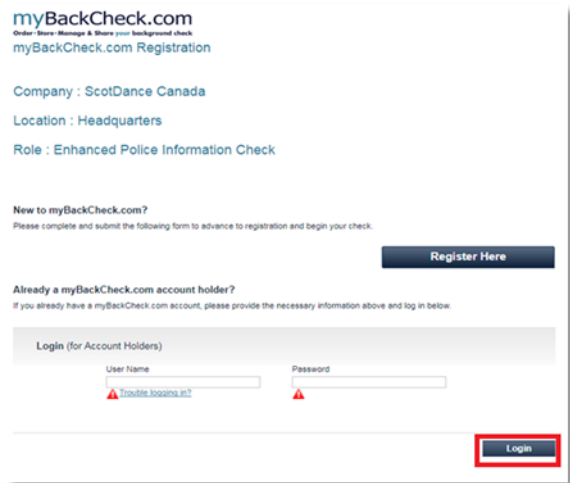 myBackCheck.com
Order · Store · Manage & Share your background check
myBackCheck.com Registration
Company : ScotDance Canada
Location : Headquarters
Role : Enhanced Police Information Check
New to myBackCheck.com?
Please complete and submit the following form to advance to registration and begin your check.
Register Here
Already a myBackCheck.com account holder?
If you already have a myBackCheck.com account, please provide the necessary information above and log in below.
Login (for Account Holders)
User Name Password
Trouble logging in?
Login